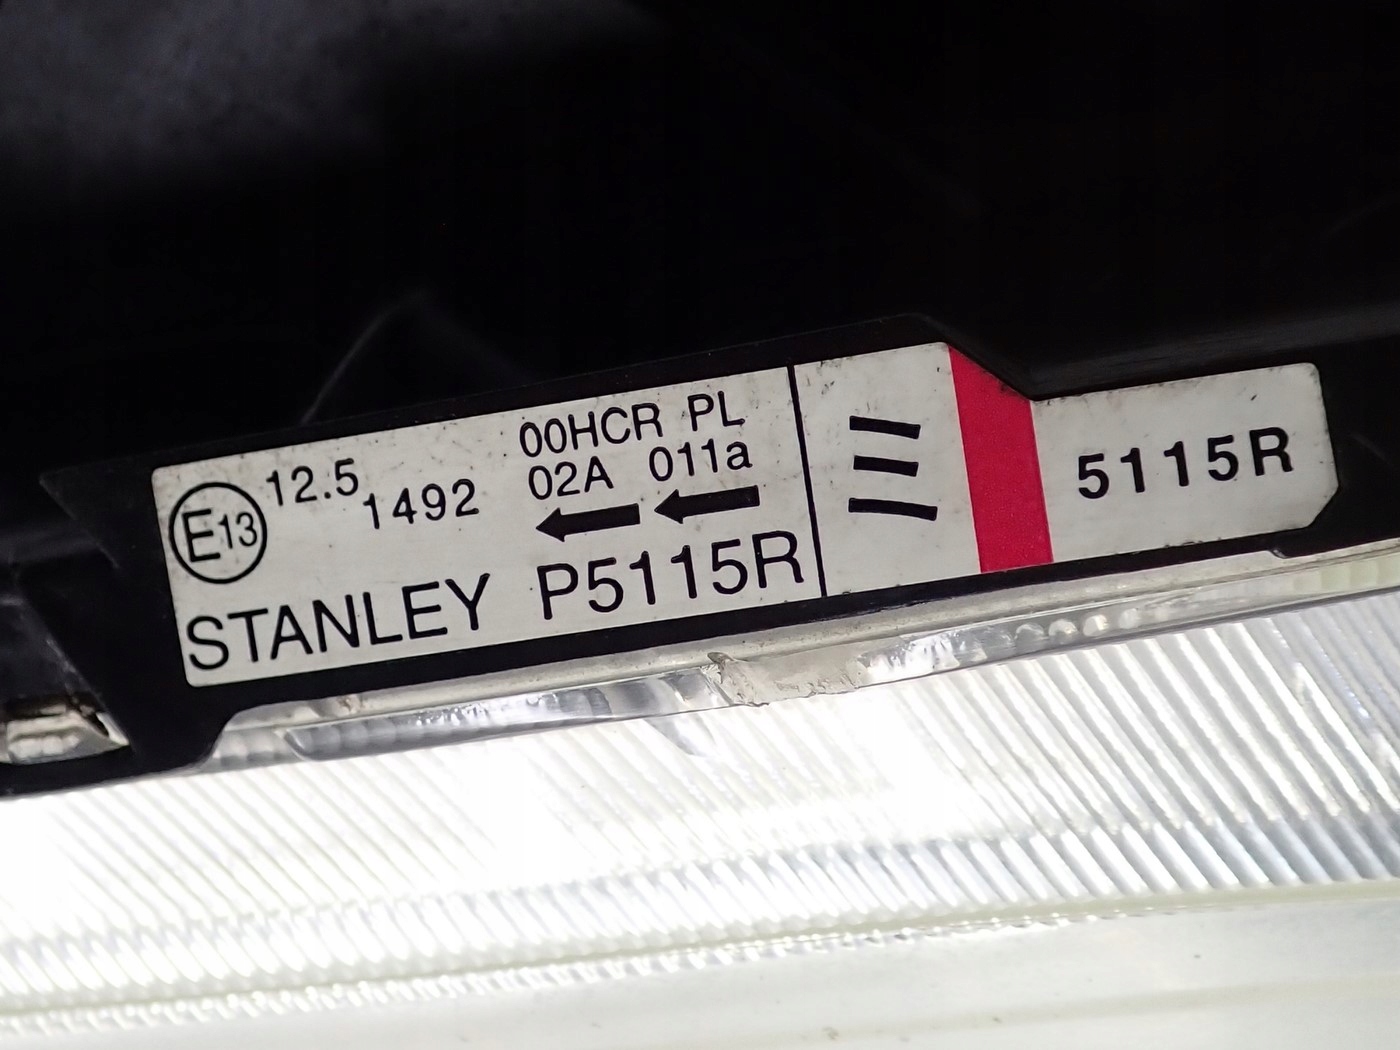 00HCR PL
E13 12.5 1492 02A 011a
STANLEY P5115R
5115R